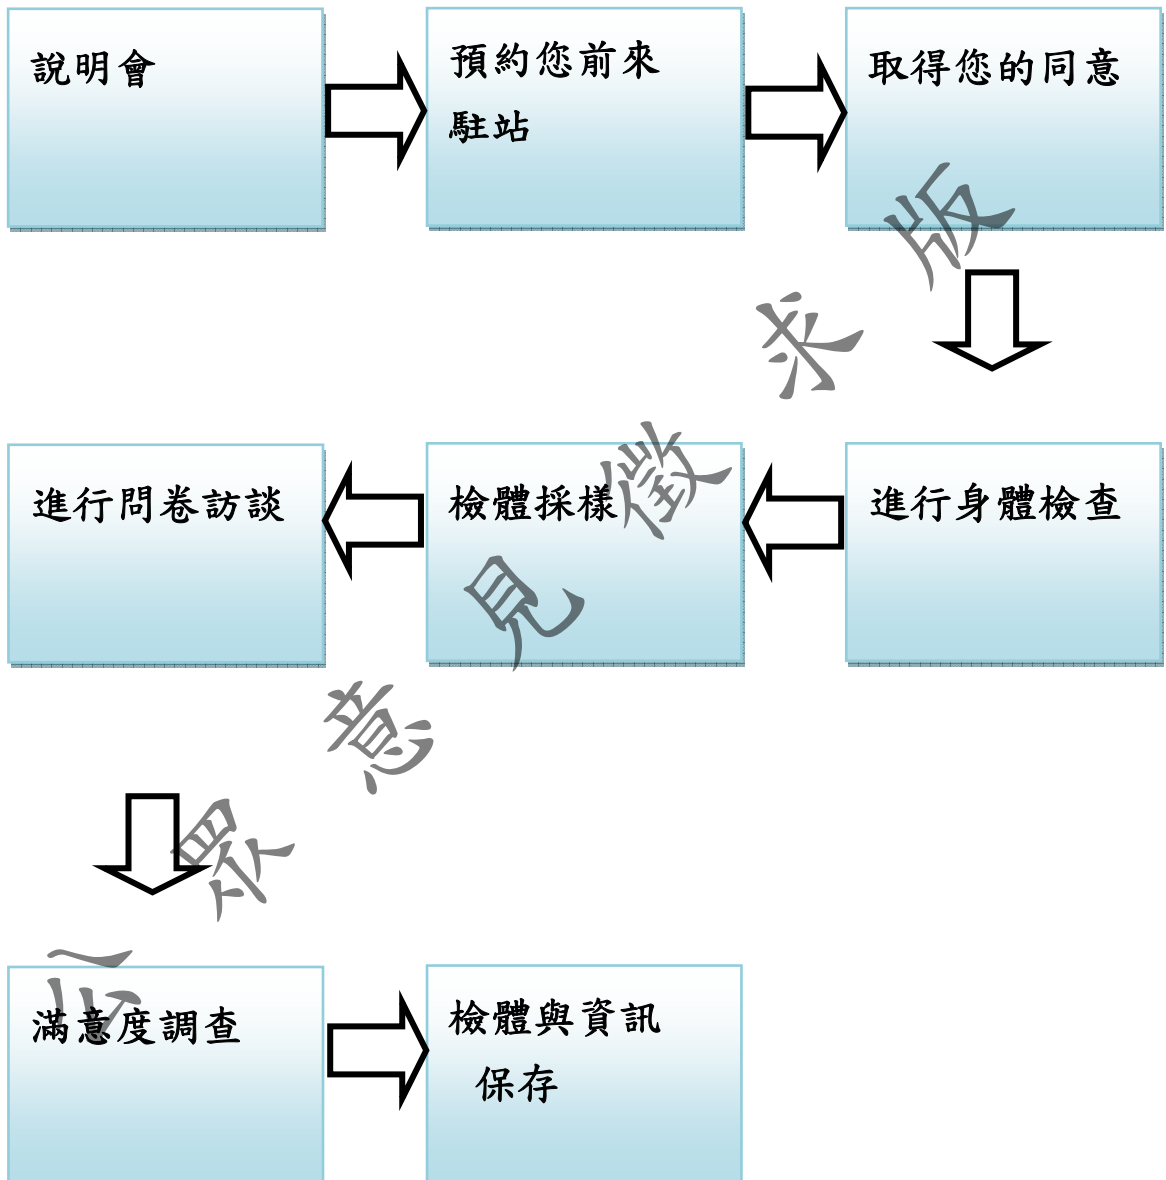 說明會
預約您前來
駐站
取得您的同意
進行身體檢查
檢體採樣
進行問卷訪談
滿意度調查
檢體與資訊
保存
公眾意見徵求版